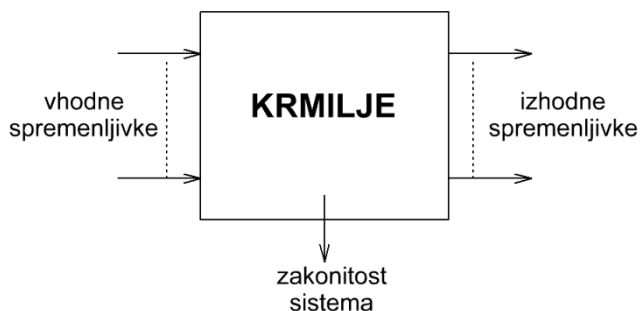 vhodne
spremenljivke
KRMILJE
izhodne
spremenljivke
zakonitost
sistema